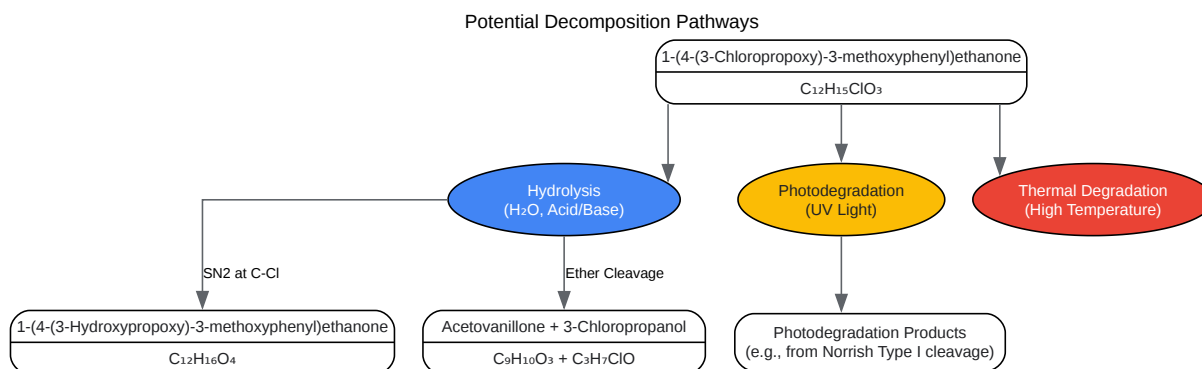 Potential Decomposition Pathways
1-(4-(3-Chloropropoxy)-3-methoxyphenyl)ethanone
C₁₂H₁₅ClO₃
Hydrolysis
(H₂O, Acid/Base)
Photodegradation
(UV Light)
Thermal Degradation
(High Temperature)
SN2 at C-Cl
Ether Cleavage
1-(4-(3-Hydroxypropoxy)-3-methoxyphenyl)ethanone
C₁₂H₁₆O₄
Acetovanillone + 3-Chloropropanol
C₉H₁₀O₃ + C₃H₇ClO
Photodegradation Products
(e.g., from Norrish Type I cleavage)